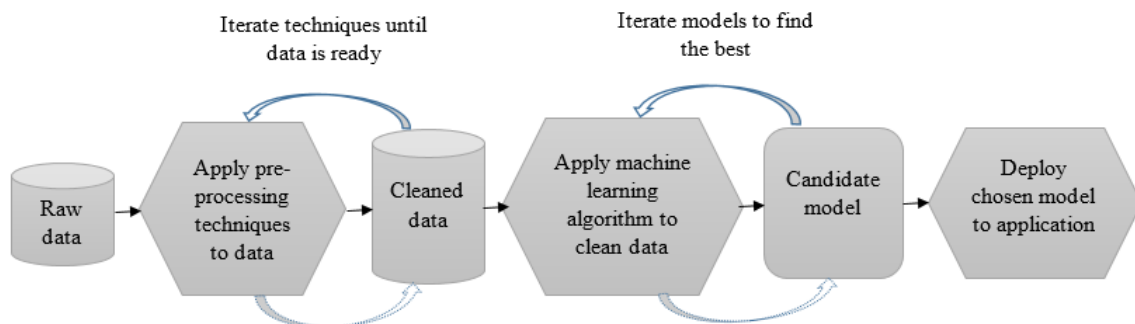 Iterate techniques until
data is ready
Iterate models to find
the best
Raw
data
Apply pre-
processing
techniques
to data
Cleaned
data
Apply machine
learning
algorithm to
clean data
Candidate
model
Deploy
chosen model
to application